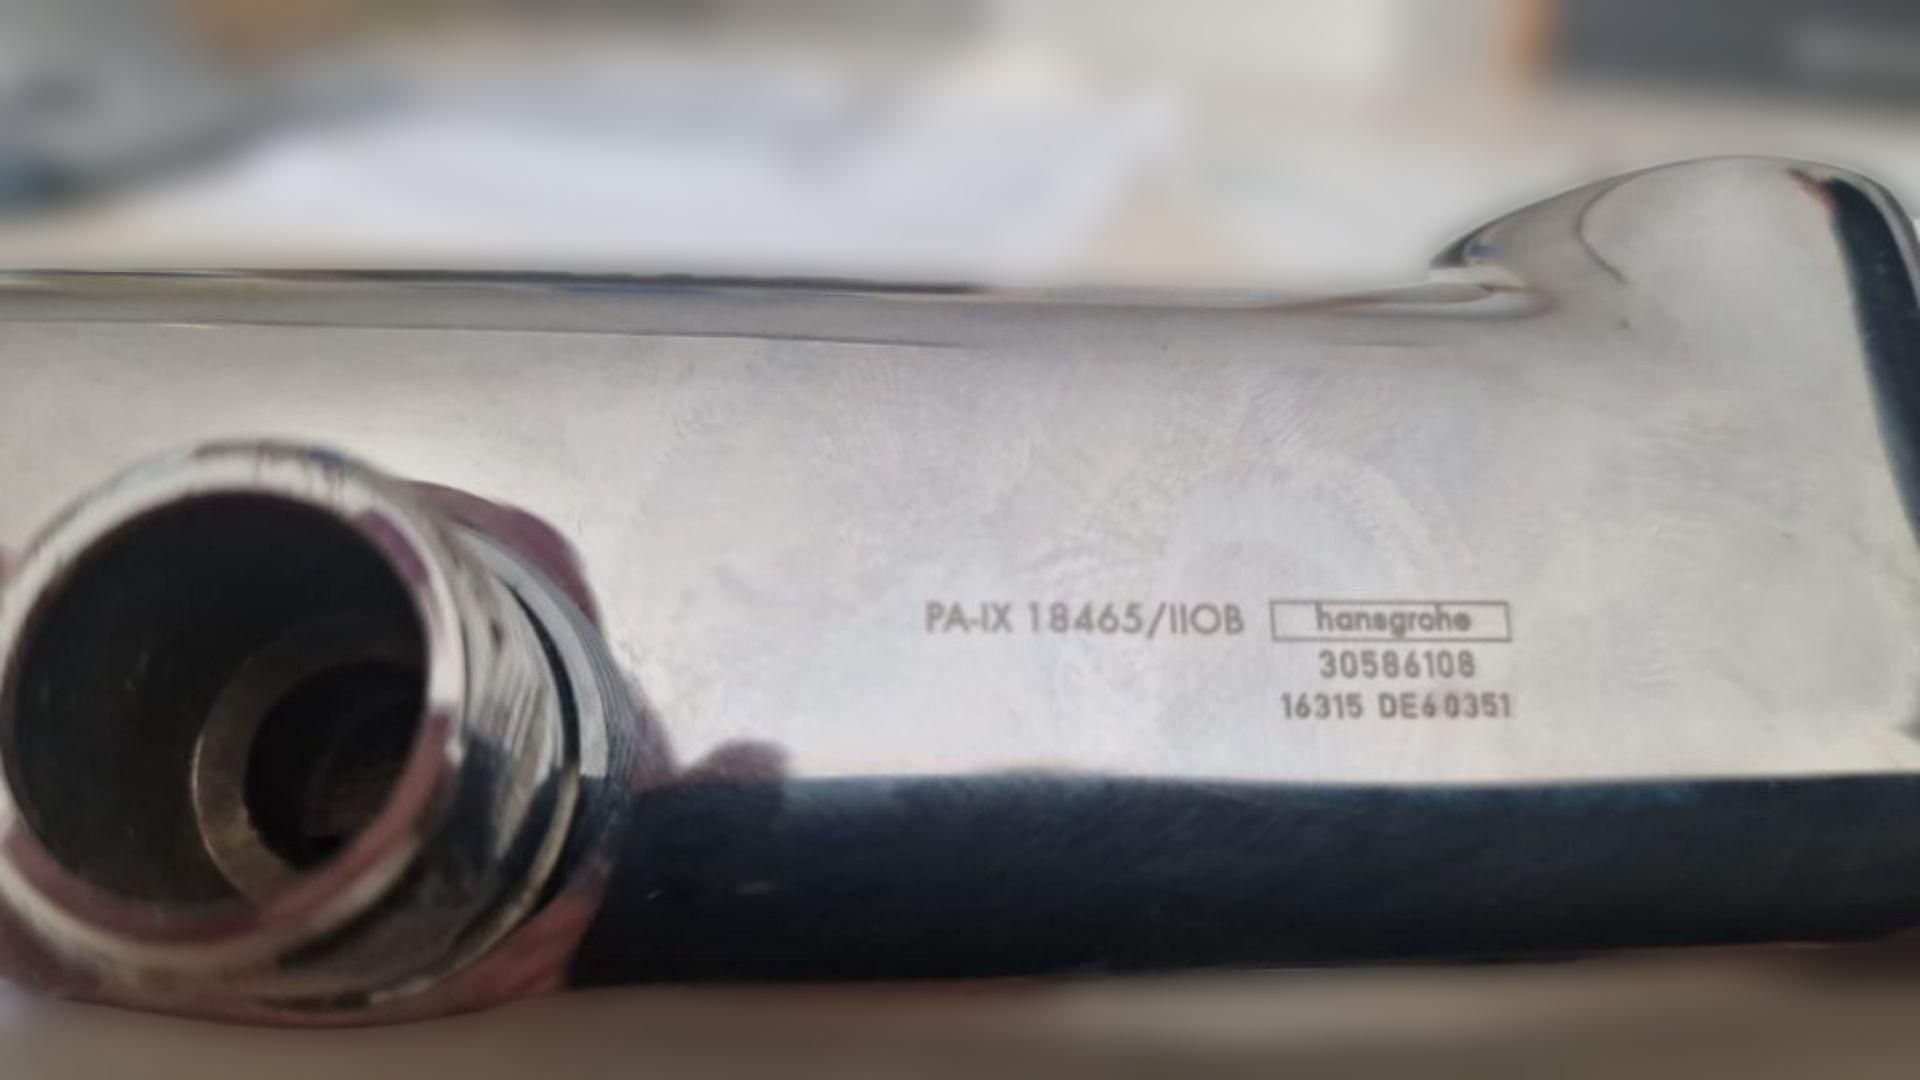 PA-IX 18465/IIOB hansgrohe
30586108
16315 DE60351